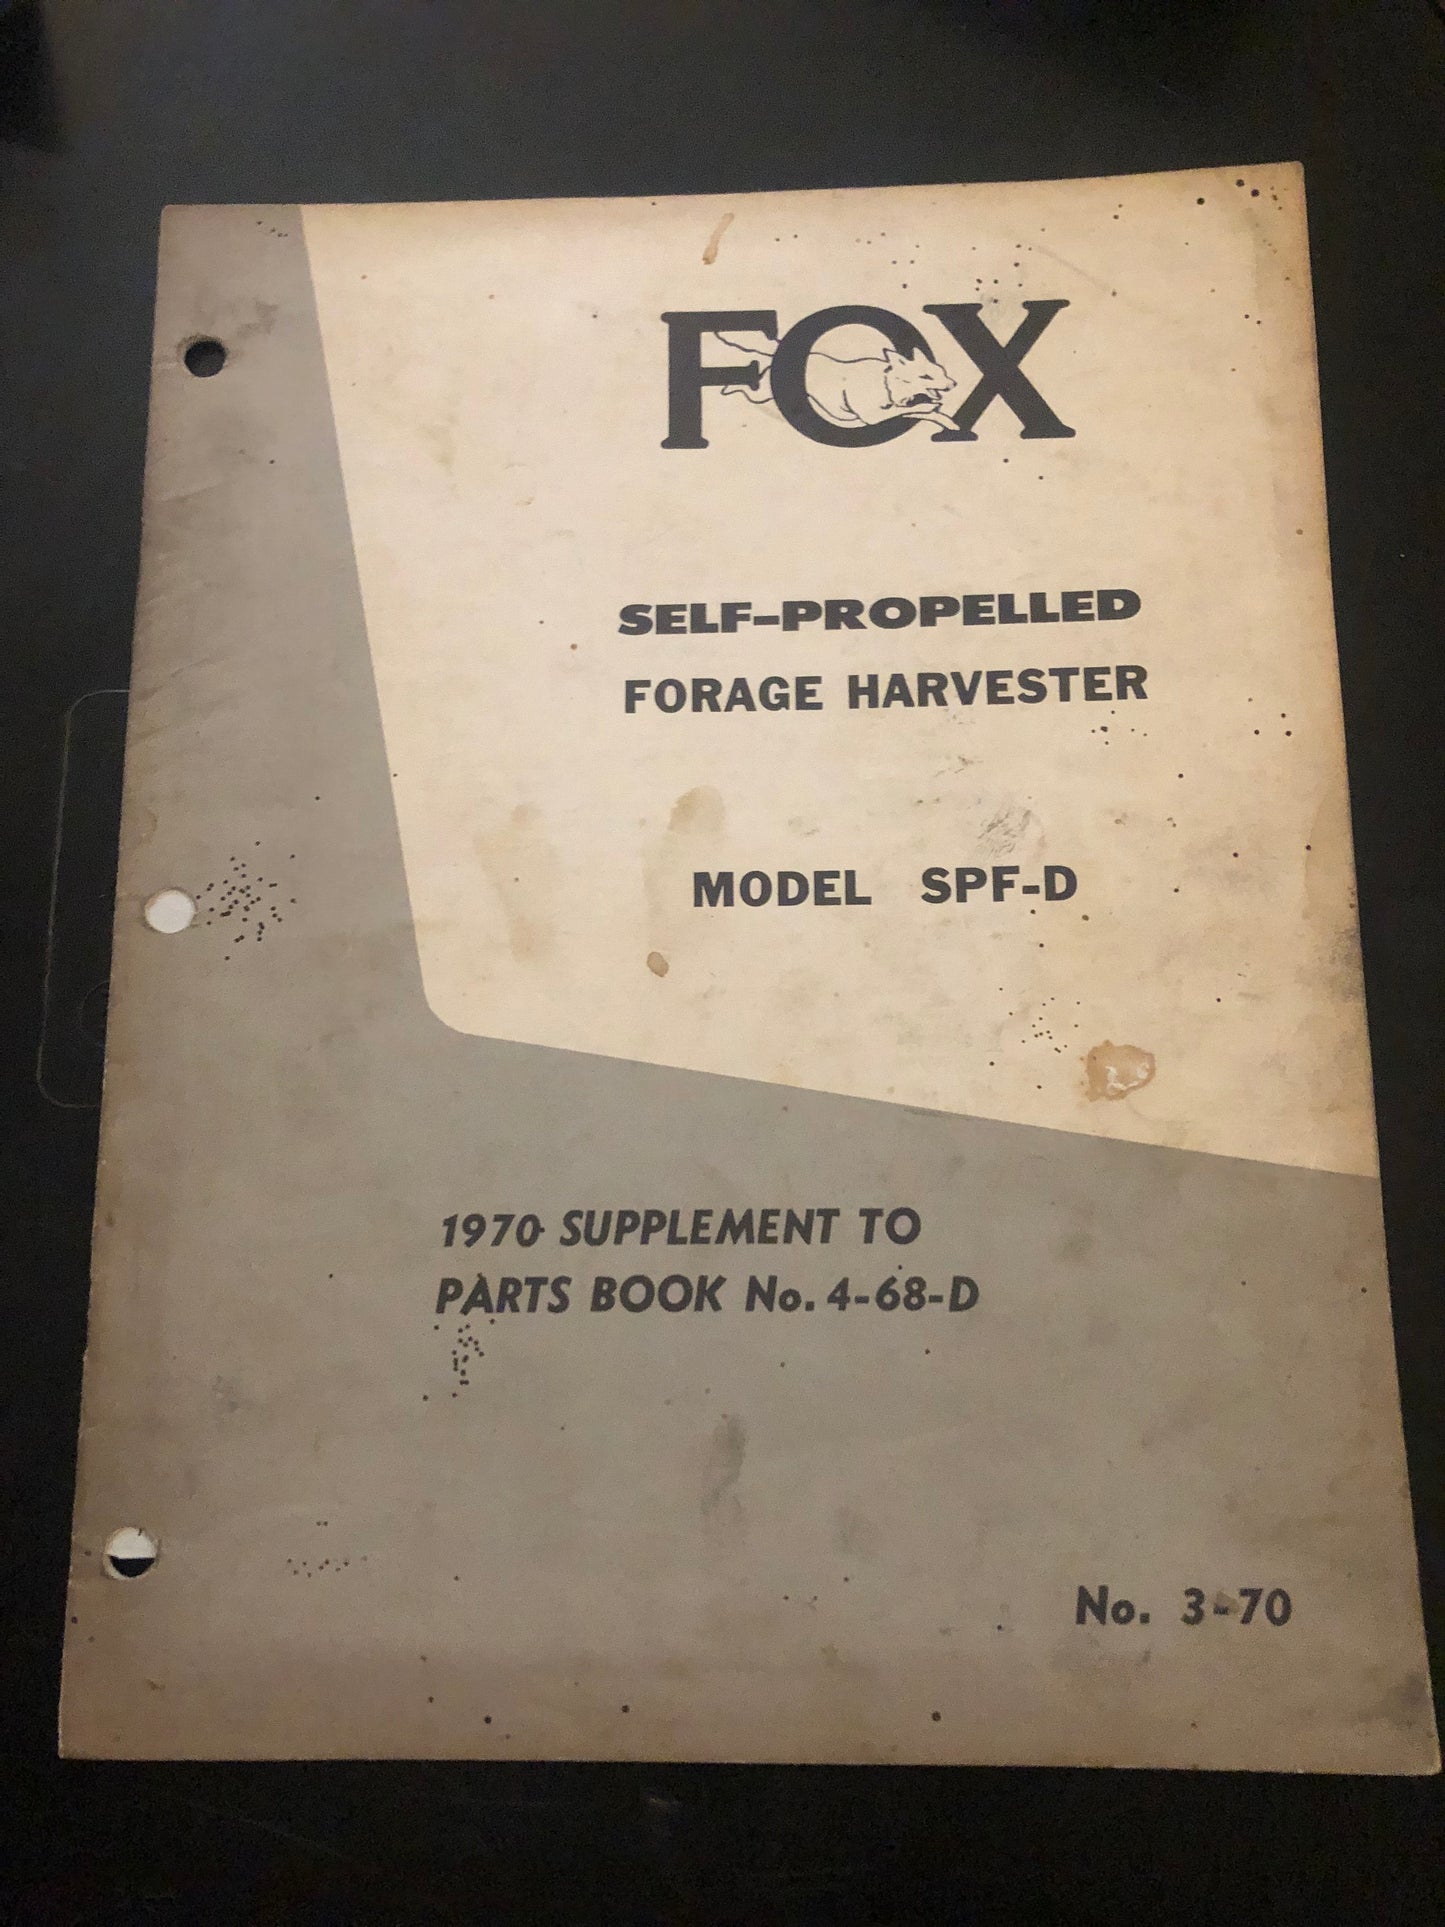 FOX
SELF-PROPELLED
FORAGE HARVESTER
MODEL SPF-D
1970 SUPPLEMENT TO
PARTS BOOK No. 4-68-D
No. 3-70